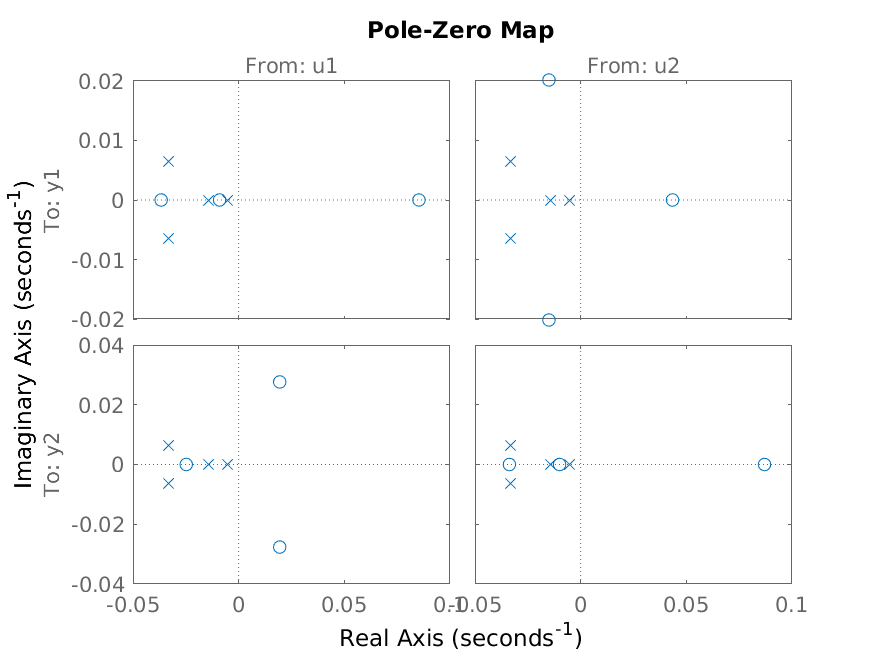 Pole-Zero Map
From: u1
From: u2
0.02
0.01
0
-0.01
-0.02
To: y1
0.04
0.02
0
-0.02
-0.04
To: y2
Imaginary Axis (seconds⁻¹)
-0.05 0 0.05 0.1
-0.05 0 0.05 0.1
Real Axis (seconds⁻¹)